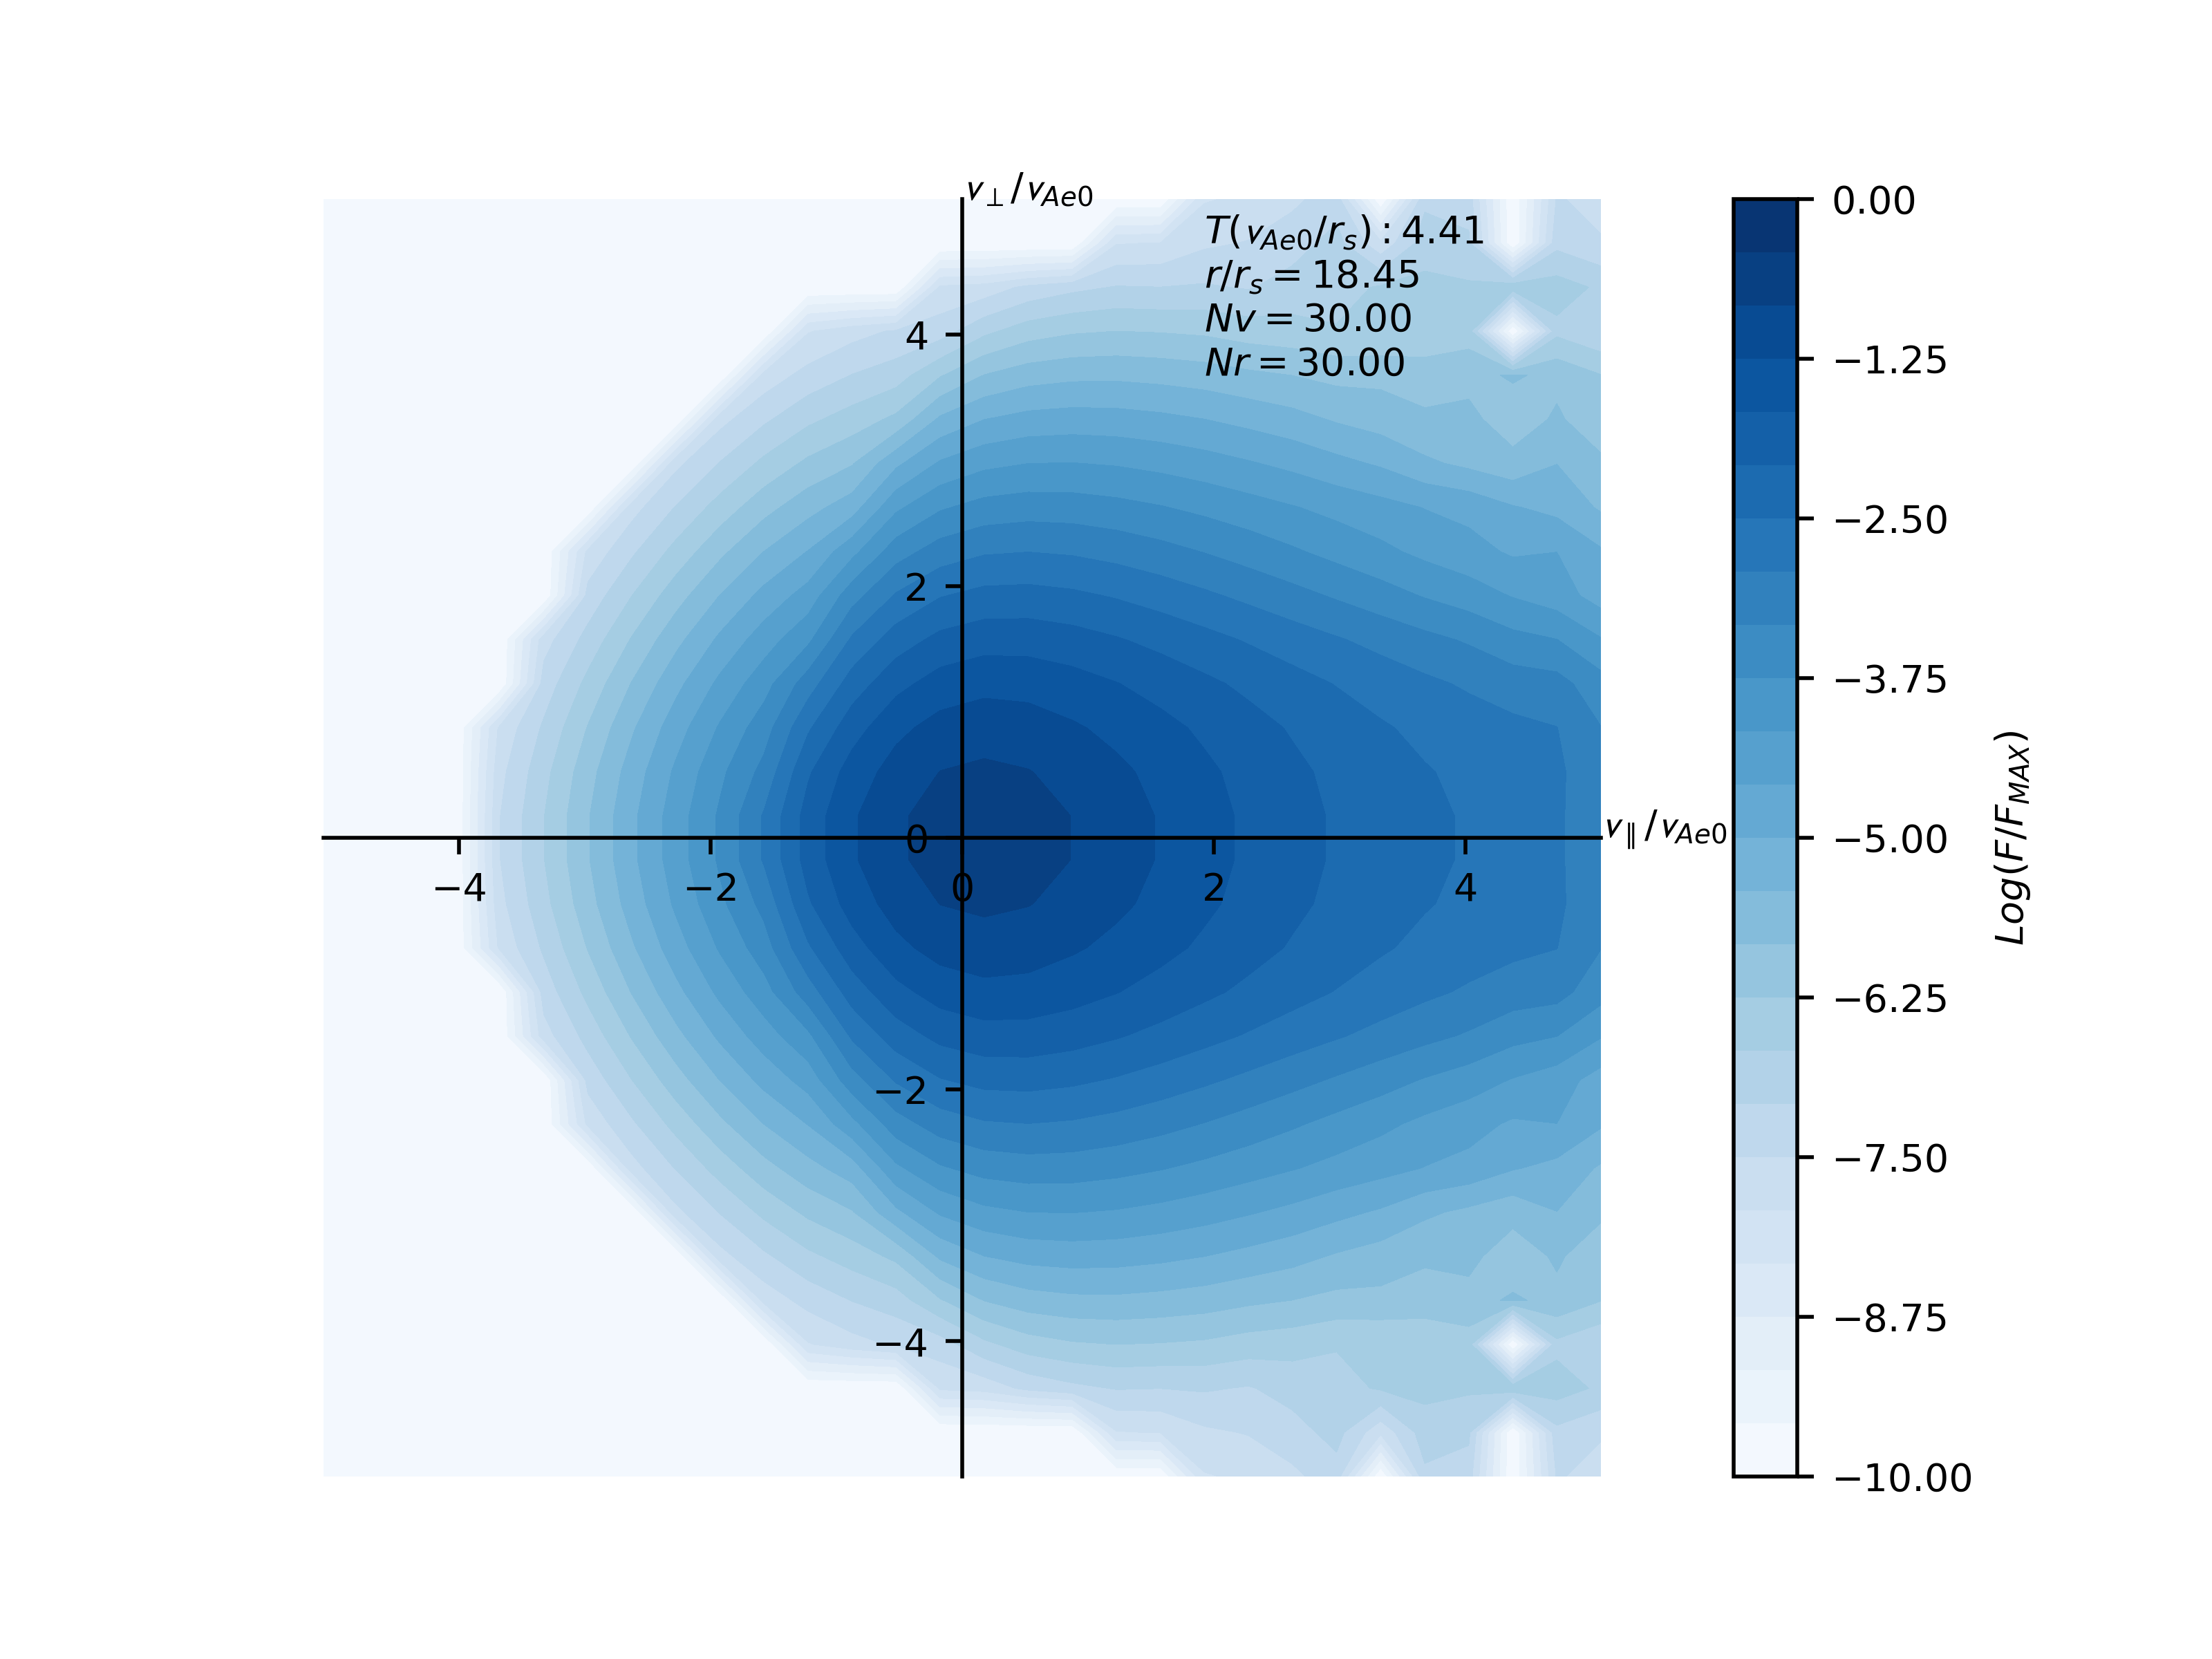 v⊥/vAe0
T(vAe0/rs) : 4.41
r/rs = 18.45
Nv = 30.00
Nr = 30.00
4
2
0
−2
−4
−4
−2
0
2
4
v∥/vAe0
0.00
−1.25
−2.50
−3.75
−5.00
−6.25
−7.50
−8.75
−10.00
Log(F/FMAX)